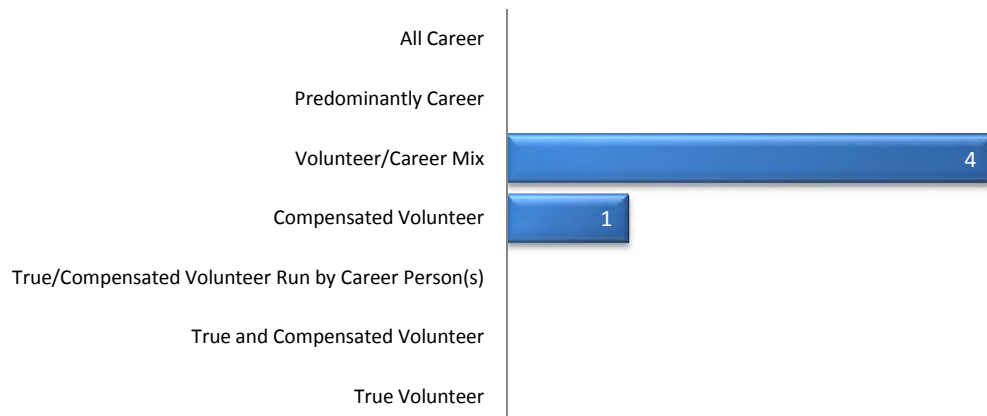 All Career
Predominantly Career
Volunteer/Career Mix
4
Compensated Volunteer
1
True/Compensated Volunteer Run by Career Person(s)
True and Compensated Volunteer
True Volunteer